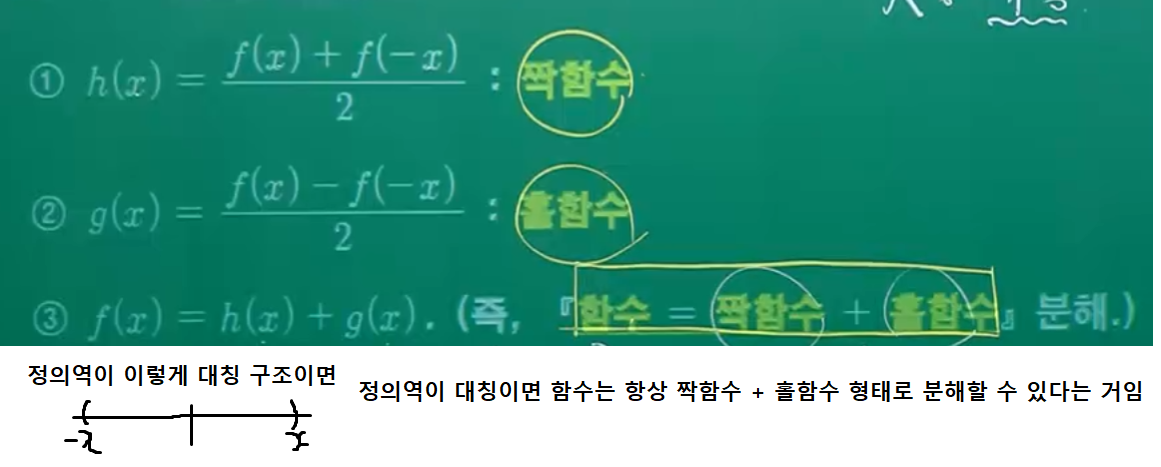 ① h(x) = f(x) + f(-x) / 2 : 짝함수
② g(x) = f(x) - f(-x) / 2 : 홀함수
③ f(x) = h(x) + g(x). (즉, 『함수 = 짝함수 + 홀함수』 분해.)
정의역이 이렇게 대칭 구조이면
-x x
정의역이 대칭이면 함수는 항상 짝함수 + 홀함수 형태로 분해할 수 있다는 거임